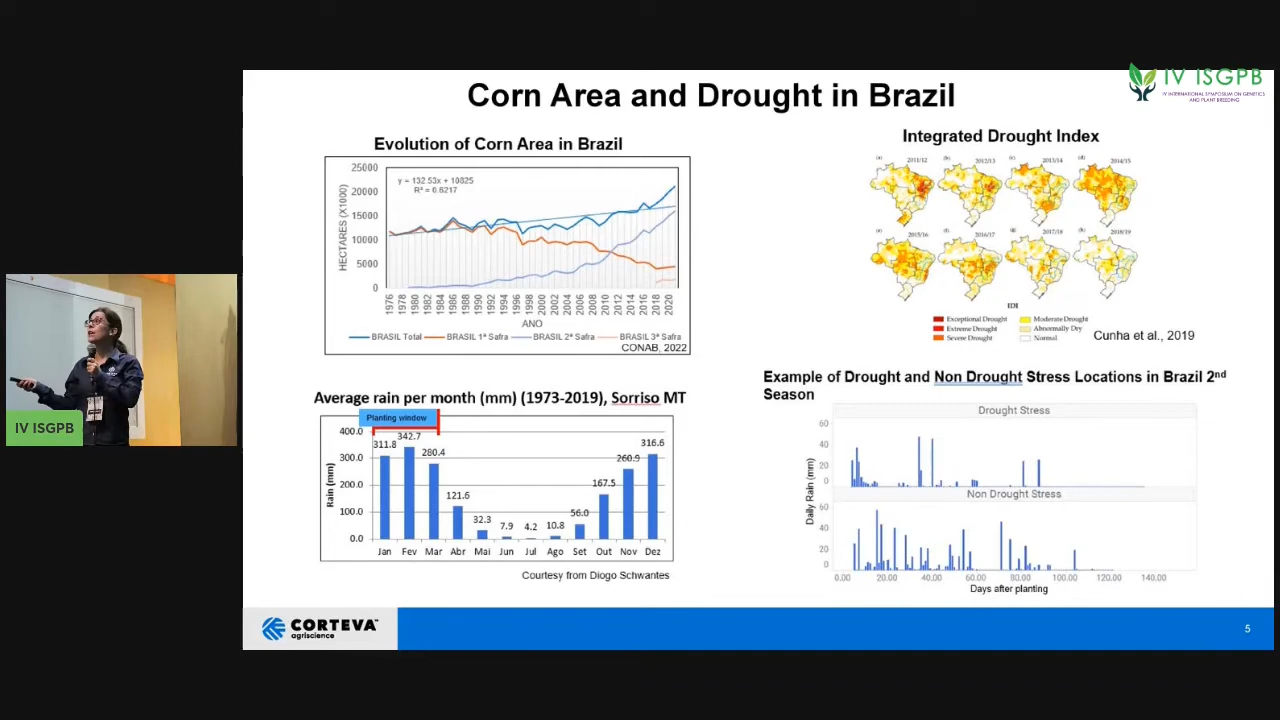 Corn Area and Drought in Brazil
IV ISGPB
IV INTERNATIONAL SYMPOSIUM ON GENETICS
AND PLANT BREEDING
Evolution of Corn Area in Brazil
25000
20000
15000
10000
5000
0
HECTARES (X1000)
y = 132.53x + 10825
R² = 0.6217
1976
1978
1980
1982
1984
1986
1988
1990
1992
1994
1996
1998
2000
2002
2004
2006
2008
2010
2012
2014
2016
2018
2020
ANO
BRASIL Total BRASIL 1ª Safra BRASIL 2ª Safra BRASIL 3ª Safra
CONAB, 2022
Integrated Drought Index
(a) 2011/12 (b) 2012/13 (c) 2013/14 (d) 2014/15
(e) 2015/16 (f) 2016/17 (g) 2017/18 (h) 2018/19
IDI
Exceptional Drought Moderate Drought
Extreme Drought Abnormally Dry
Severe Drought Normal
Cunha et al., 2019
Average rain per month (mm) (1973-2019), Sorriso MT
Planting window
400.0
300.0
200.0
100.0
0.0
Rain (mm)
311.8 342.7 280.4 121.6 32.3 7.9 4.2 10.8 56.0 167.5 260.9 316.6
Jan Fev Mar Abr Mai Jun Jul Ago Set Out Nov Dez
Courtesy from Diogo Schwantes
Example of Drought and Non Drought Stress Locations in Brazil 2nd
Season
Drought Stress
60
40
20
0
Daily Rain (mm)
Non Drought Stress
60
40
20
0
0.00 20.00 40.00 60.00 80.00 100.00 120.00 140.00
Days after planting
IV ISGPB
CORTEVA™
agriscience
5